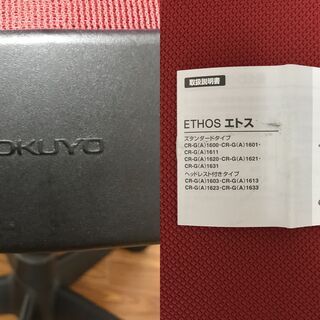 OKUYO
取扱説明書
ETHOS エトス
スタンダードタイプ
CR-G(A)1600・CR-G(A)1601・
CR-G(A)1611
CR-G(A)1620・CR-G(A)1621・
CR-G(A)1631
ヘッドレスト付きタイプ
CR-G(A)1603・CR-G(A)1613
CR-G(A)1623・CR-G(A)1633